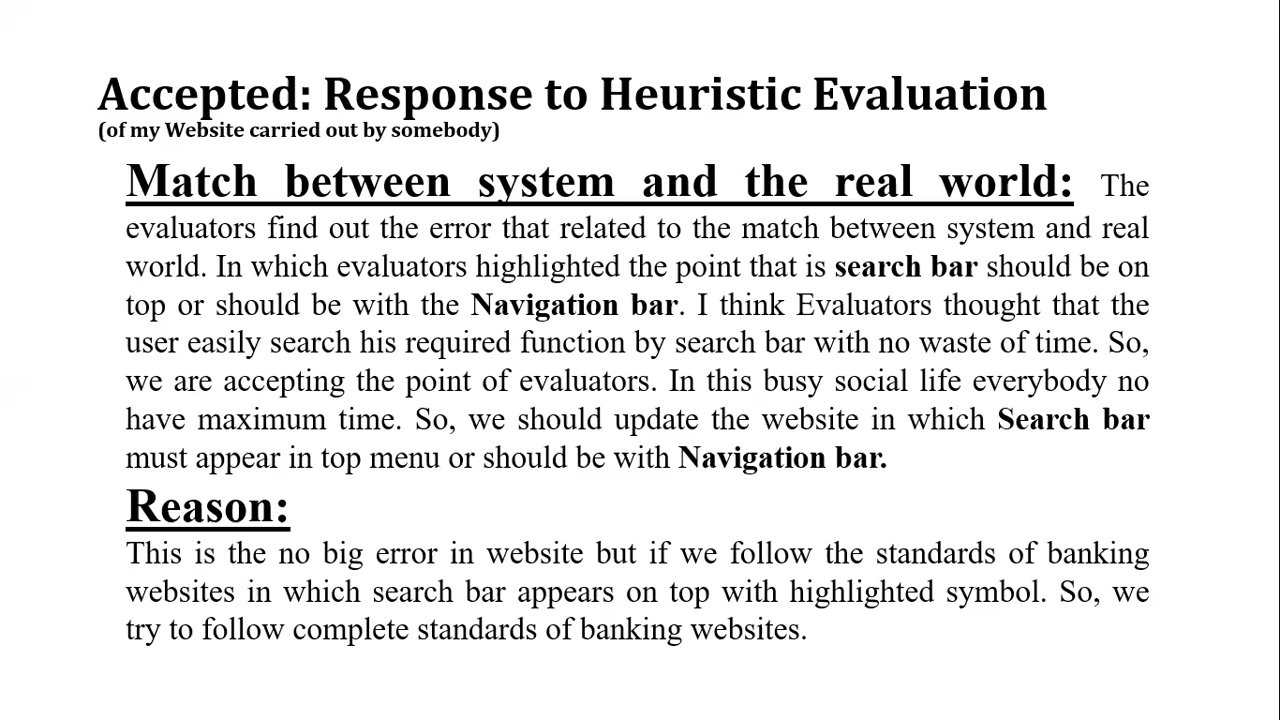 Accepted: Response to Heuristic Evaluation
(of my Website carried out by somebody)
Match between system and the real world: The
evaluators find out the error that related to the match between system and real
world. In which evaluators highlighted the point that is search bar should be on
top or should be with the Navigation bar. I think Evaluators thought that the
user easily search his required function by search bar with no waste of time. So,
we are accepting the point of evaluators. In this busy social life everybody no
have maximum time. So, we should update the website in which Search bar
must appear in top menu or should be with Navigation bar.
Reason:
This is the no big error in website but if we follow the standards of banking
websites in which search bar appears on top with highlighted symbol. So, we
try to follow complete standards of banking websites.